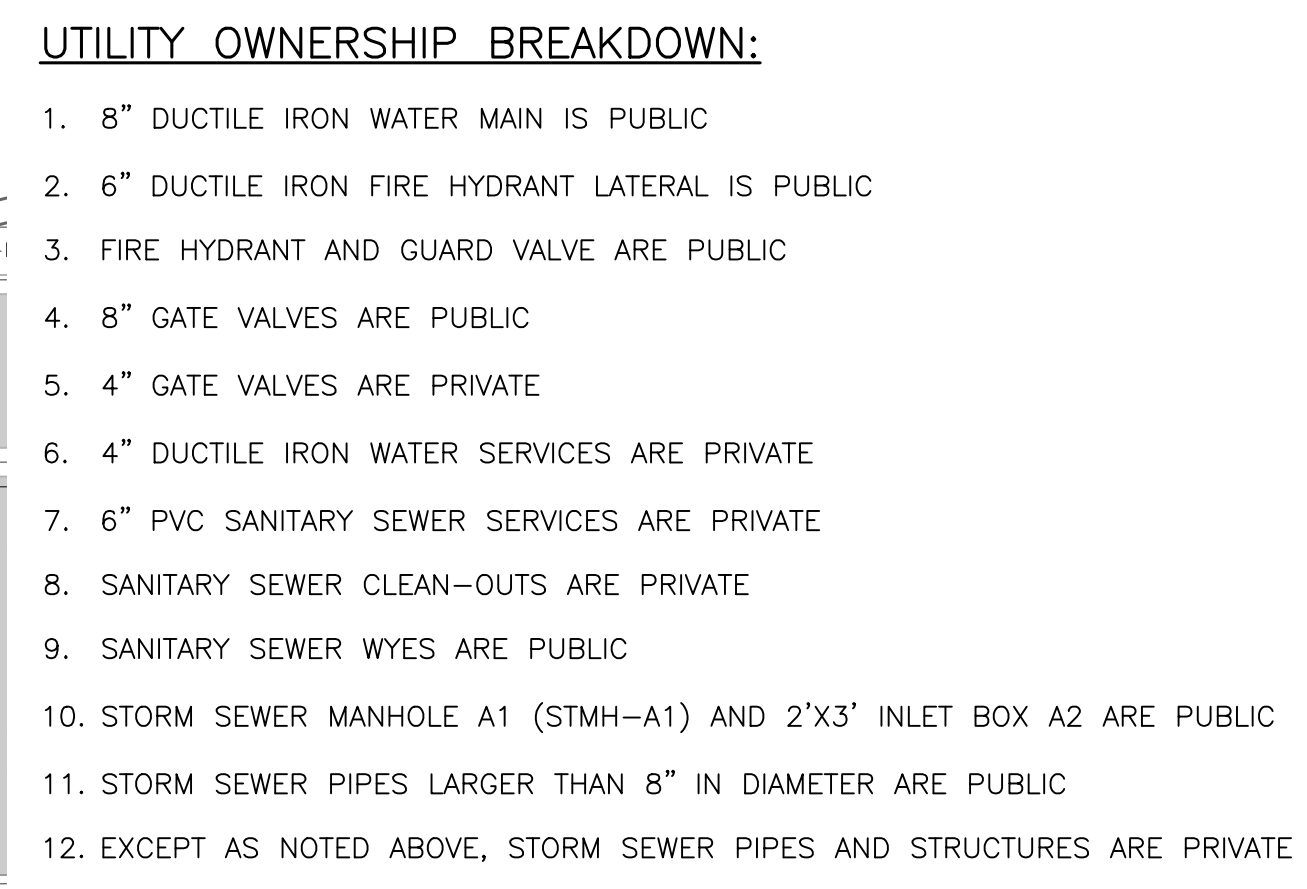 UTILITY OWNERSHIP BREAKDOWN:
1. 8” DUCTILE IRON WATER MAIN IS PUBLIC
2. 6” DUCTILE IRON FIRE HYDRANT LATERAL IS PUBLIC
3. FIRE HYDRANT AND GUARD VALVE ARE PUBLIC
4. 8” GATE VALVES ARE PUBLIC
5. 4” GATE VALVES ARE PRIVATE
6. 4” DUCTILE IRON WATER SERVICES ARE PRIVATE
7. 6” PVC SANITARY SEWER SERVICES ARE PRIVATE
8. SANITARY SEWER CLEAN–OUTS ARE PRIVATE
9. SANITARY SEWER WYES ARE PUBLIC
10. STORM SEWER MANHOLE A1 (STMH–A1) AND 2’X3’ INLET BOX A2 ARE PUBLIC
11. STORM SEWER PIPES LARGER THAN 8” IN DIAMETER ARE PUBLIC
12. EXCEPT AS NOTED ABOVE, STORM SEWER PIPES AND STRUCTURES ARE PRIVATE